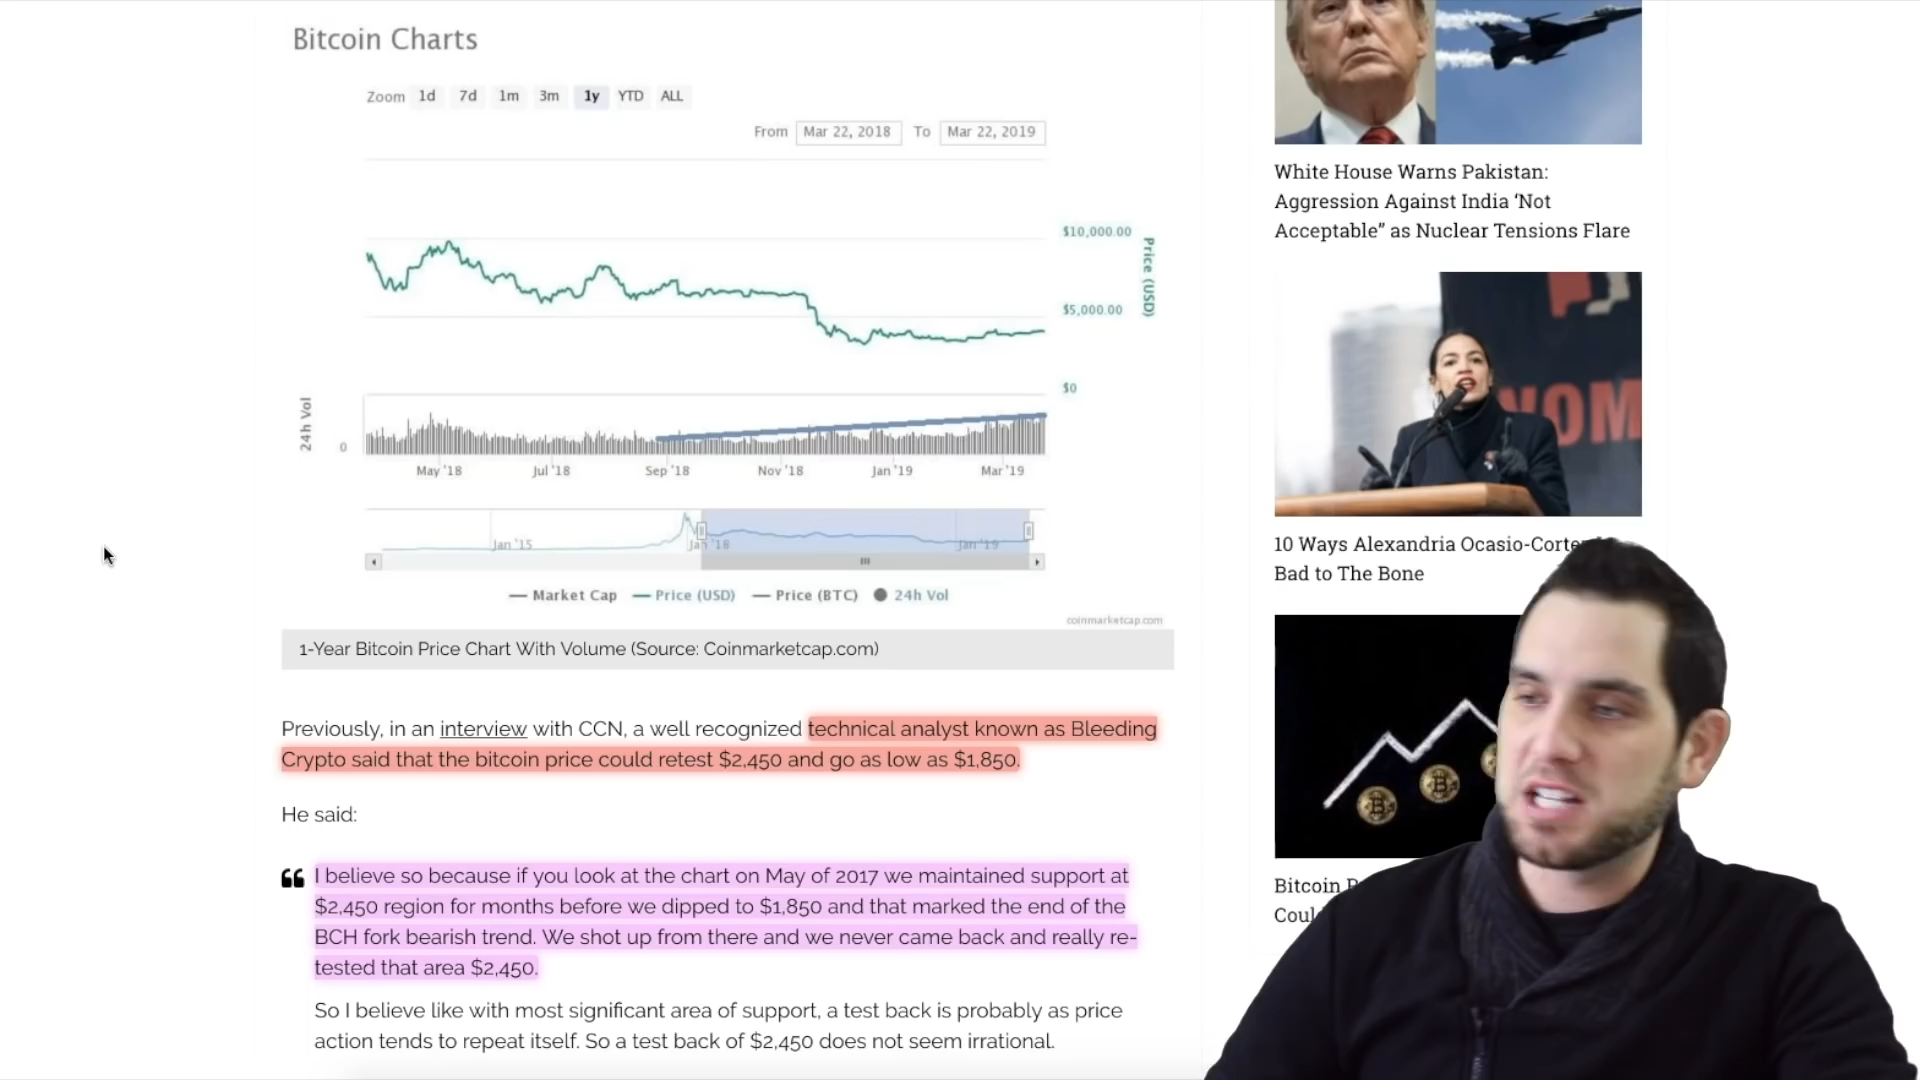 Bitcoin Charts
Zoom 1d 7d 1m 3m 1y YTD ALL
From Mar 22, 2018 To Mar 22, 2019
$10,000.00
$5,000.00
$0
Price (USD)
24h Vol
0
May '18 Jul '18 Sep '18 Nov '18 Jan '19 Mar '19
Jan '15 Jan '18 Jan '19
Market Cap Price (USD) Price (BTC) 24h Vol
coinmarketcap.com
1-Year Bitcoin Price Chart With Volume (Source: Coinmarketcap.com)
Previously, in an interview with CCN, a well recognized technical analyst known as Bleeding
Crypto said that the bitcoin price could retest $2,450 and go as low as $1,850.
He said:
I believe so because if you look at the chart on May of 2017 we maintained support at
$2,450 region for months before we dipped to $1,850 and that marked the end of the
BCH fork bearish trend. We shot up from there and we never came back and really re-
tested that area $2,450.
So I believe like with most significant area of support, a test back is probably as price
action tends to repeat itself. So a test back of $2,450 does not seem irrational.
White House Warns Pakistan:
Aggression Against India ‘Not
Acceptable” as Nuclear Tensions Flare
WOM
10 Ways Alexandria Ocasio-Corte
Bad to The Bone
Bitcoin